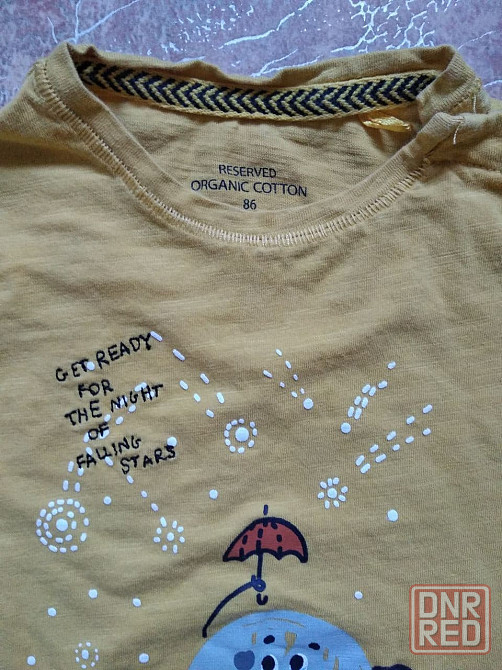 RESERVED
ORGANIC COTTON
86
GET READY
FOR
THE NIGHT
OF
FALLING
STARS
DNR
RED